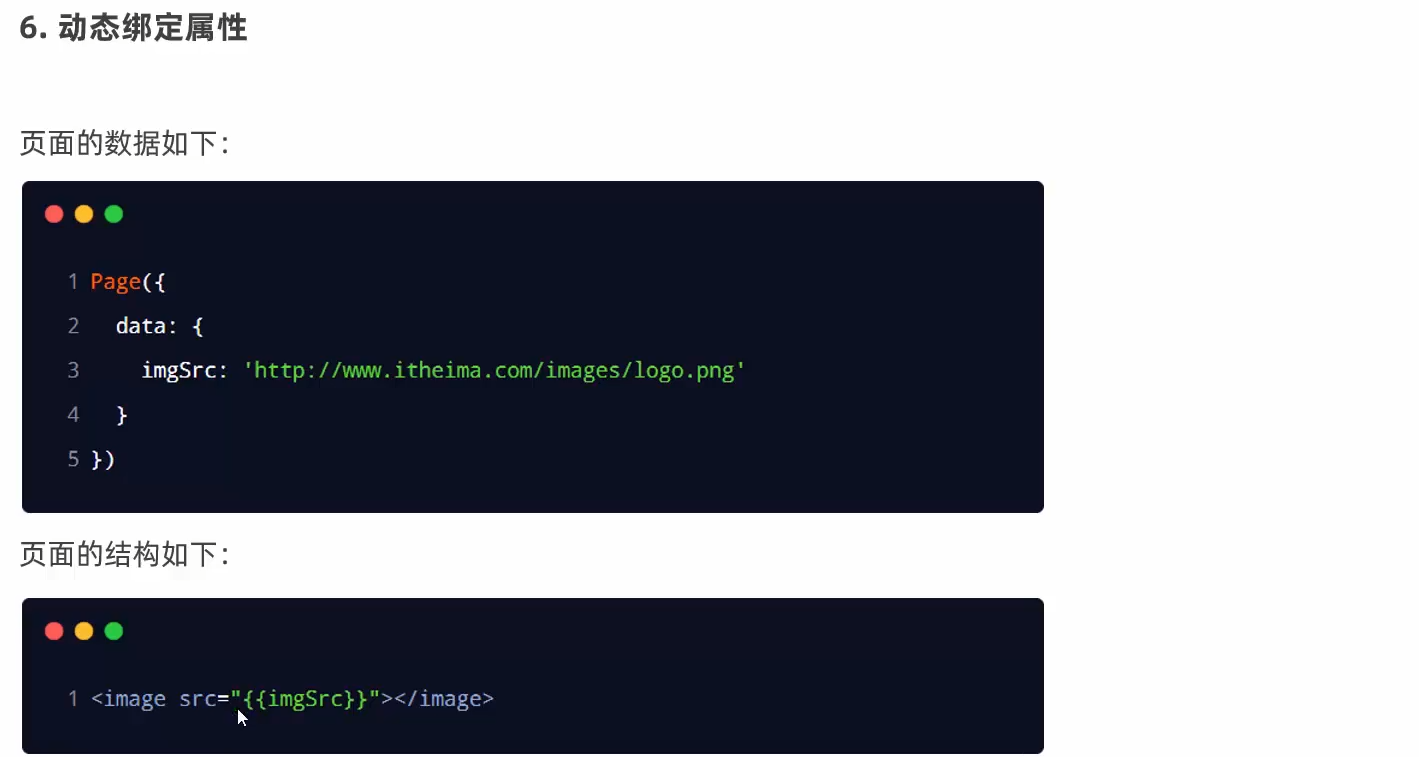 6. 动态绑定属性
页面的数据如下：
1 Page({
2   data: {
3     imgSrc: 'http://www.itheima.com/images/logo.png'
4   }
5 })
页面的结构如下：
1 <image src="{{imgSrc}}"></image>